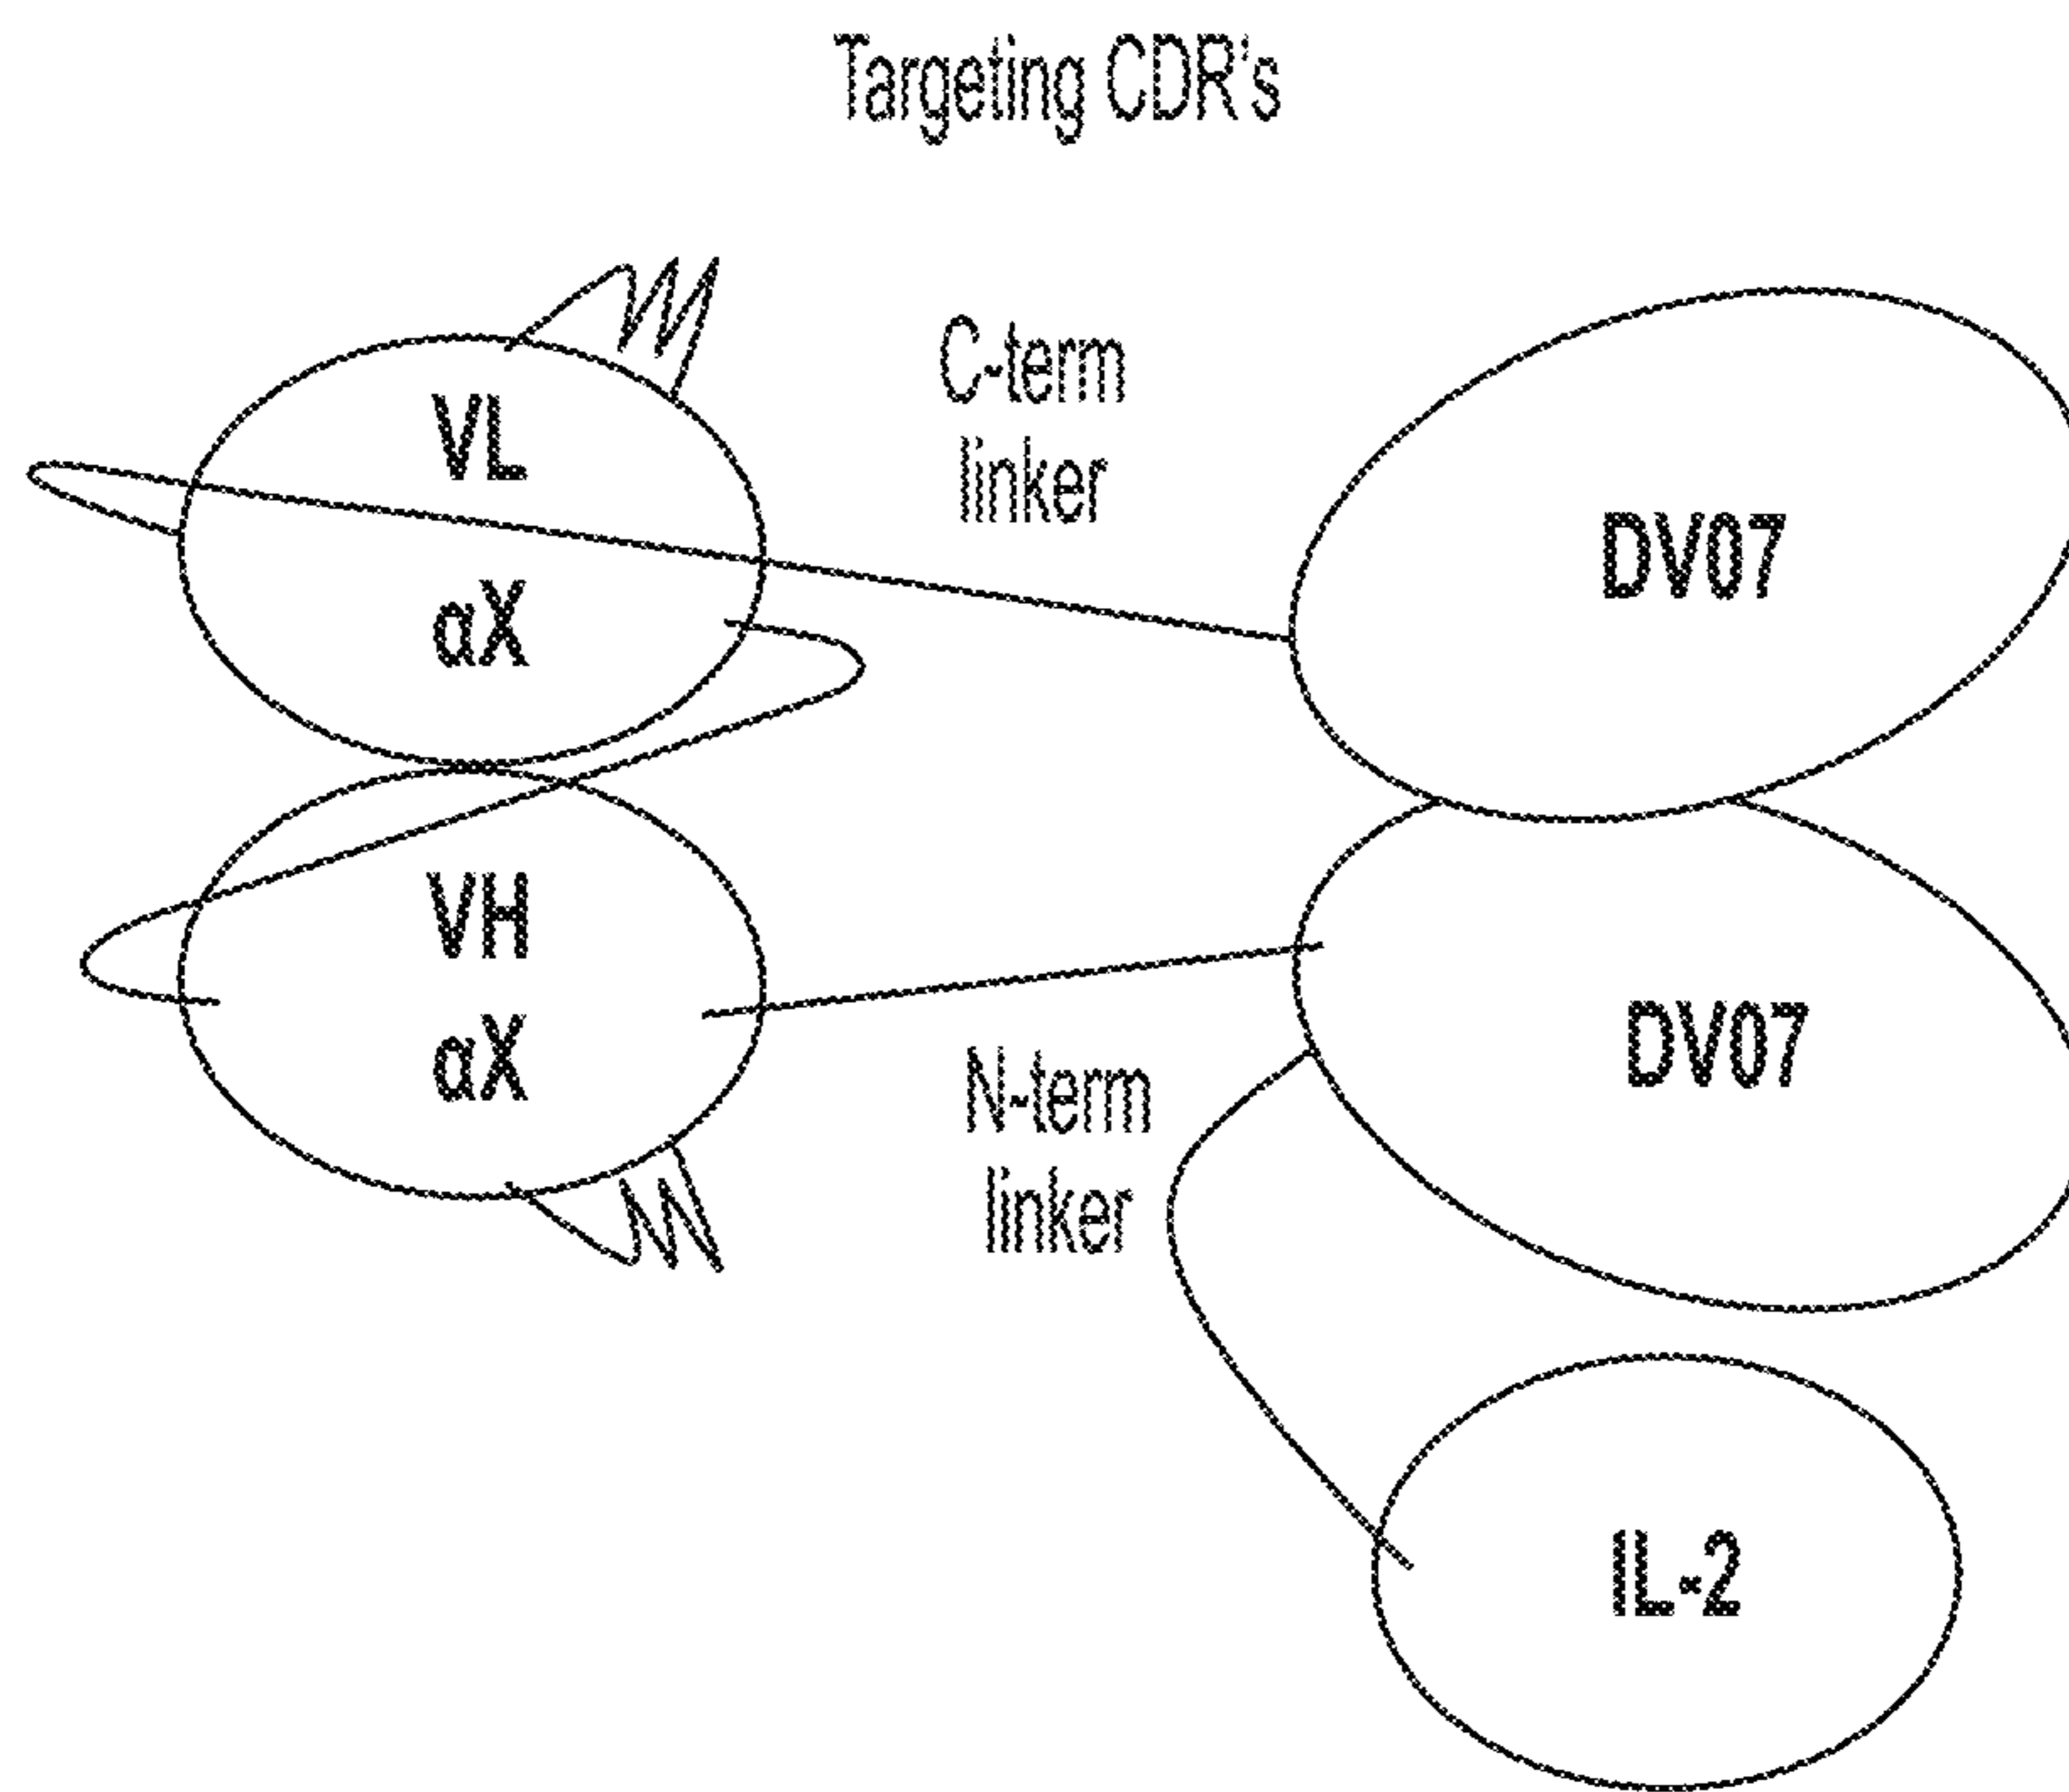 Targeting CDR's
VL
αX
C-term
linker
DV07
VH
αX
N-term
linker
DV07
IL-2